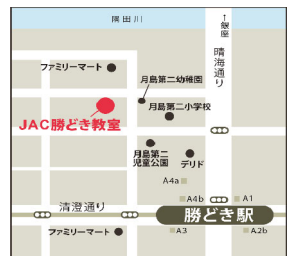 隅田川
↑銀座
晴海通り
ファミリーマート
月島第二幼稚園
月島第二小学校
JAC勝どき教室
月島第二
児童公園
デリド
A4a
A4b
A1
清澄通り
勝どき駅
ファミリーマート
A3
A2b